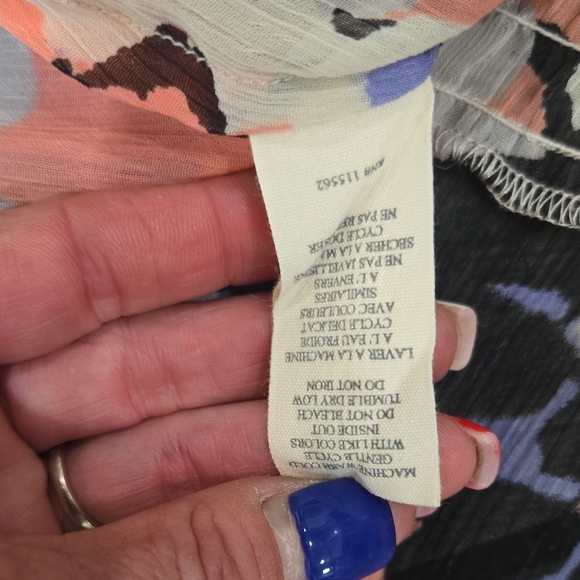 MACHINE WASH COLD
GENTLE CYCLE
WITH LIKE COLORS
INSIDE OUT
DO NOT BLEACH
TUMBLE DRY LOW
DO NOT IRON
LAVER A LA MACHINE
A L'EAU FROIDE
CYCLE DELICAT
AVEC COULEURS
SIMILAIRES
A L'ENVERS
NE PAS JAVELLISER
SECHER A LA
CYCLE
NE PAS
RN# 115562